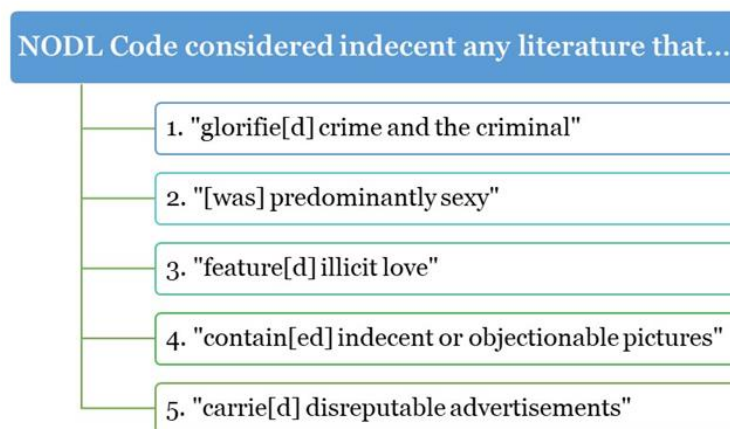 NODL Code considered indecent any literature that...
1. "glorifie[d] crime and the criminal"
2. "[was] predominantly sexy"
3. "feature[d] illicit love"
4. "contain[ed] indecent or objectionable pictures"
5. "carrie[d] disreputable advertisements"